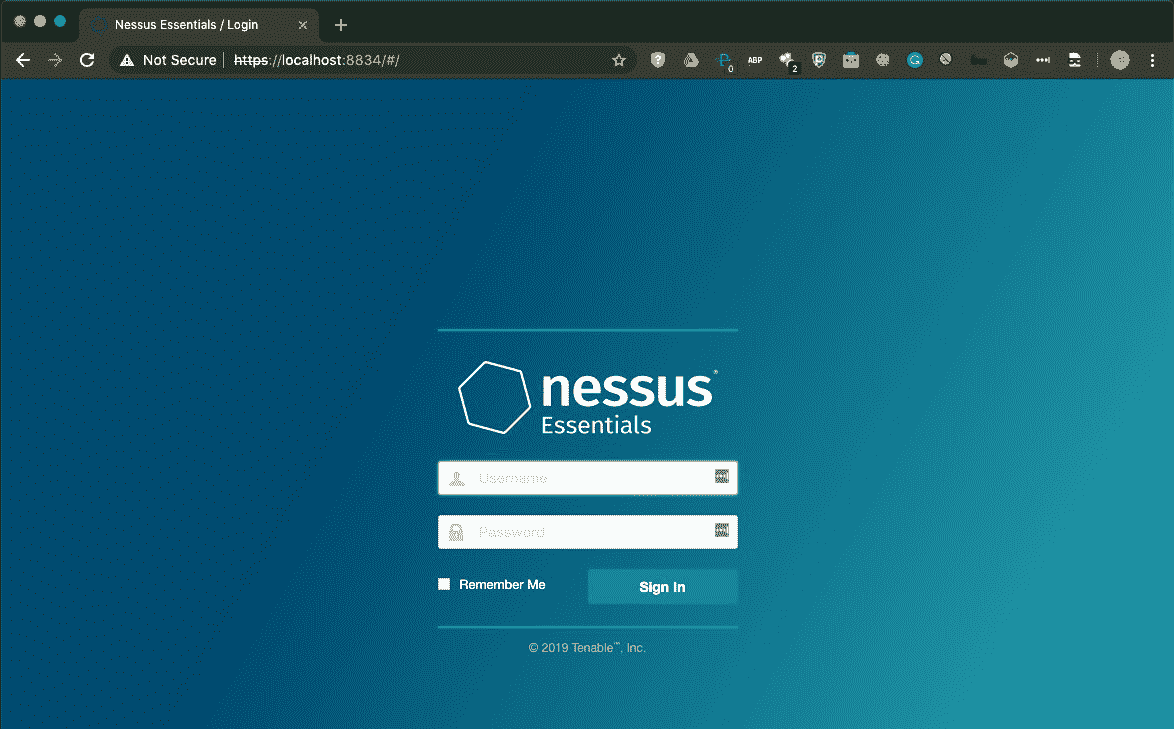 Nessus Essentials / Login
Not Secure https://localhost:8834/#/
0
ABP
2
nessus®
Essentials
Username
Password
Remember Me
Sign In
© 2019 Tenable™, Inc.